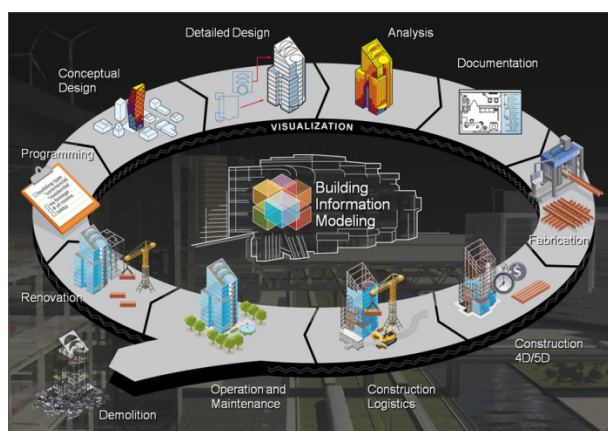 Detailed Design
Analysis
Conceptual
Design
Documentation
VISUALIZATION
Programming
Building
Information
Modeling
Fabrication
Renovation
Construction
4D/5D
Operation and
Maintenance
Construction
Logistics
Demolition